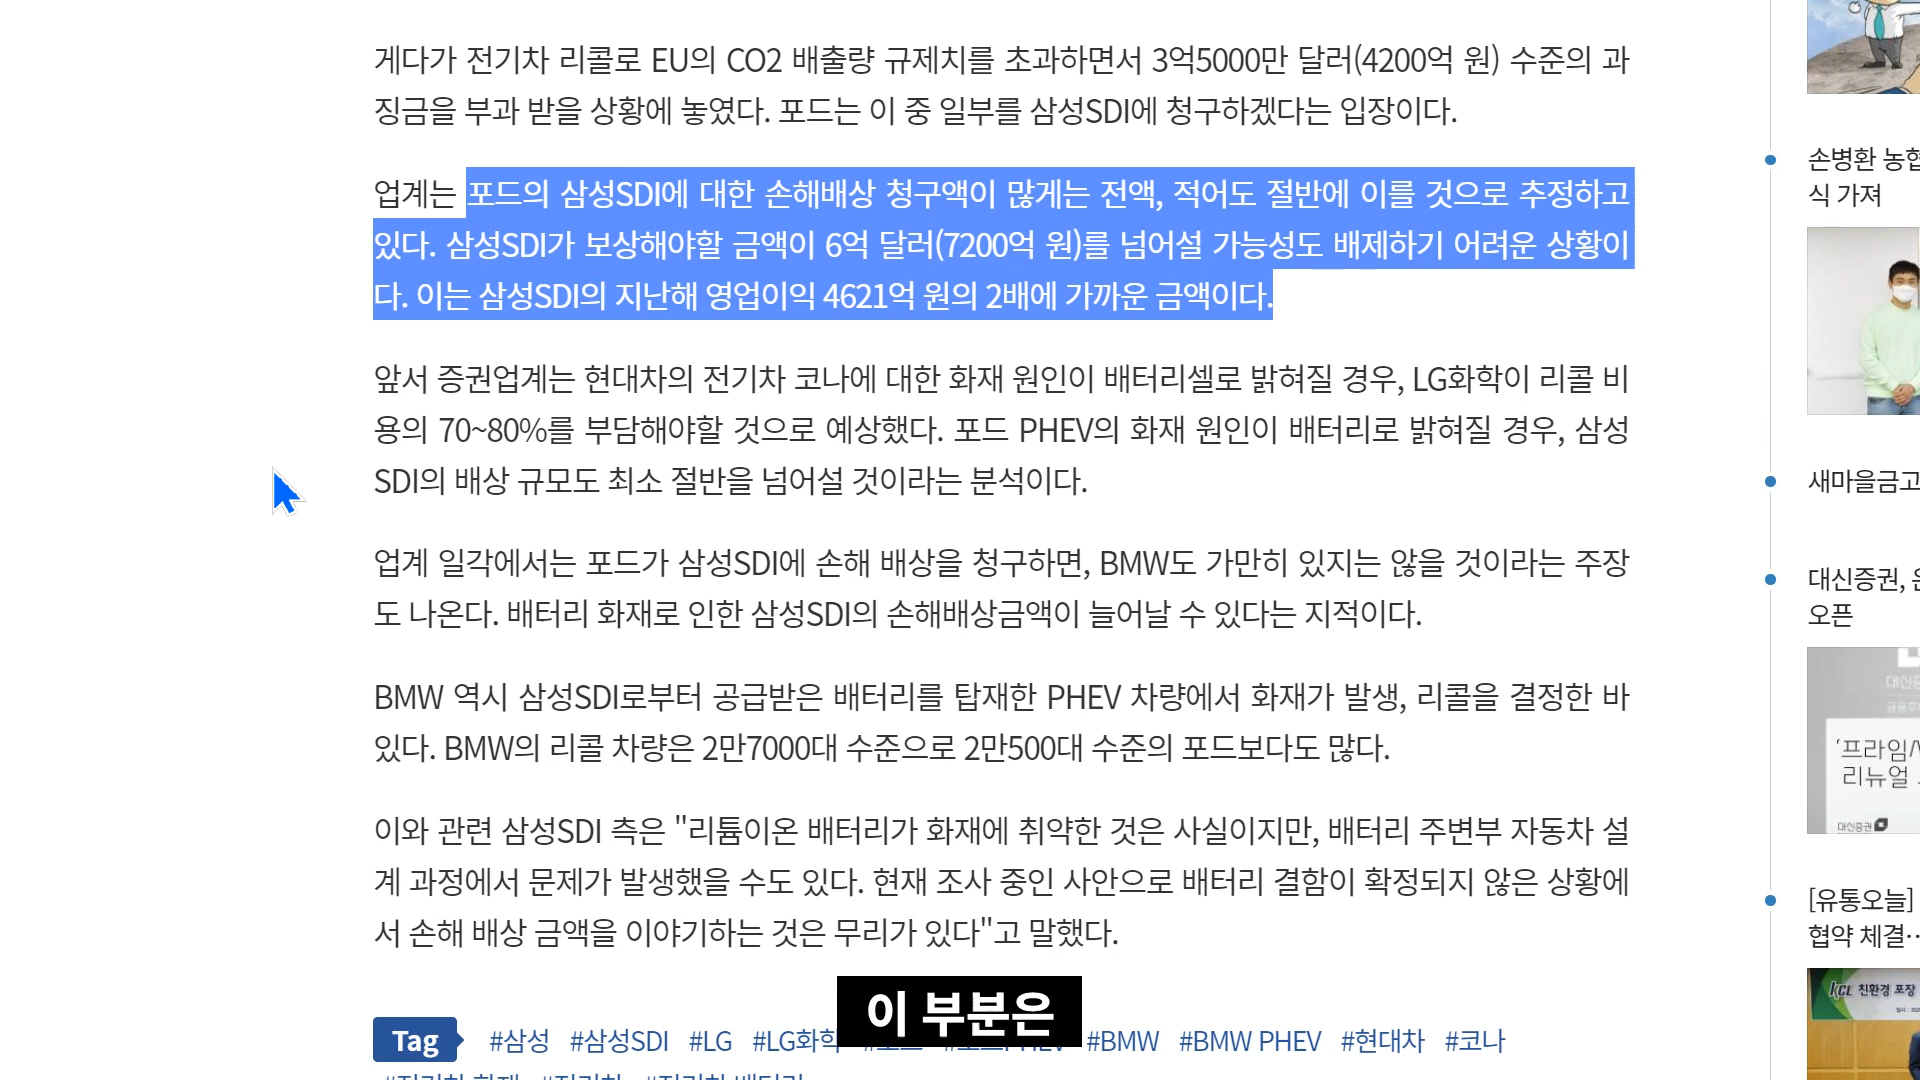 게다가 전기차 리콜로 EU의 CO2 배출량 규제치를 초과하면서 3억5000만 달러(4200억 원) 수준의 과
징금을 부과 받을 상황에 놓였다. 포드는 이 중 일부를 삼성SDI에 청구하겠다는 입장이다.
업계는 포드의 삼성SDI에 대한 손해배상 청구액이 많게는 전액, 적어도 절반에 이를 것으로 추정하고
있다. 삼성SDI가 보상해야할 금액이 6억 달러(7200억 원)를 넘어설 가능성도 배제하기 어려운 상황이
다. 이는 삼성SDI의 지난해 영업이익 4621억 원의 2배에 가까운 금액이다.
앞서 증권업계는 현대차의 전기차 코나에 대한 화재 원인이 배터리셀로 밝혀질 경우, LG화학이 리콜 비
용의 70~80%를 부담해야할 것으로 예상했다. 포드 PHEV의 화재 원인이 배터리로 밝혀질 경우, 삼성
SDI의 배상 규모도 최소 절반을 넘어설 것이라는 분석이다.
업계 일각에서는 포드가 삼성SDI에 손해 배상을 청구하면, BMW도 가만히 있지는 않을 것이라는 주장
도 나온다. 배터리 화재로 인한 삼성SDI의 손해배상금액이 늘어날 수 있다는 지적이다.
BMW 역시 삼성SDI로부터 공급받은 배터리를 탑재한 PHEV 차량에서 화재가 발생, 리콜을 결정한 바
있다. BMW의 리콜 차량은 2만7000대 수준으로 2만500대 수준의 포드보다도 많다.
이와 관련 삼성SDI 측은 "리튬이온 배터리가 화재에 취약한 것은 사실이지만, 배터리 주변부 자동차 설
계 과정에서 문제가 발생했을 수도 있다. 현재 조사 중인 사안으로 배터리 결함이 확정되지 않은 상황에
서 손해 배상 금액을 이야기하는 것은 무리가 있다"고 말했다.
이 부분은
Tag #삼성 #삼성SDI #LG #LG화학 #BMW #BMW PHEV #현대차 #코나
손병환 농협
식 가져
새마을금고
대신증권,
오픈
대신증권
'프라임/
리뉴얼
대신증권
[유통오늘]
협약 체결…
KCL 친환경 포장